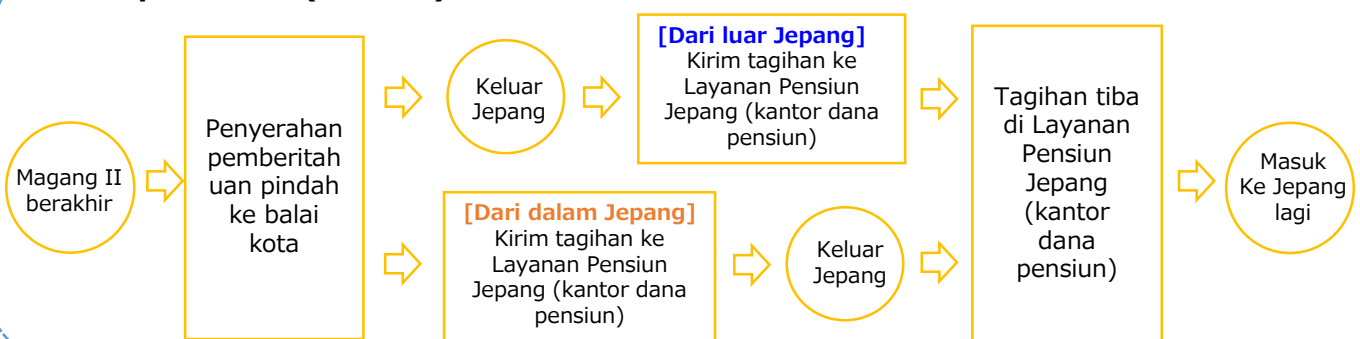 Magang II
berakhir
Penyerahan
pemberitah
uan pindah
ke balai
kota
Keluar
Jepang
[Dari luar Jepang]
Kirim tagihan ke
Layanan Pensiun
Jepang (kantor dana
pensiun)
[Dari dalam Jepang]
Kirim tagihan ke
Layanan Pensiun
Jepang (kantor dana
pensiun)
Keluar
Jepang
Tagihan tiba
di Layanan
Pensiun
Jepang
(kantor
dana
pensiun)
Masuk
Ke Jepang
lagi